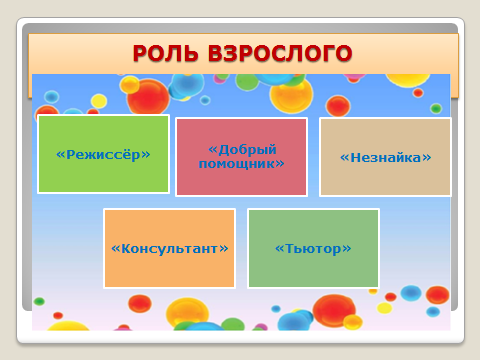 РОЛЬ ВЗРОСЛОГО
«Режиссёр»
«Добрый
помощник»
«Незнайка»
«Консультант»
«Тьютор»